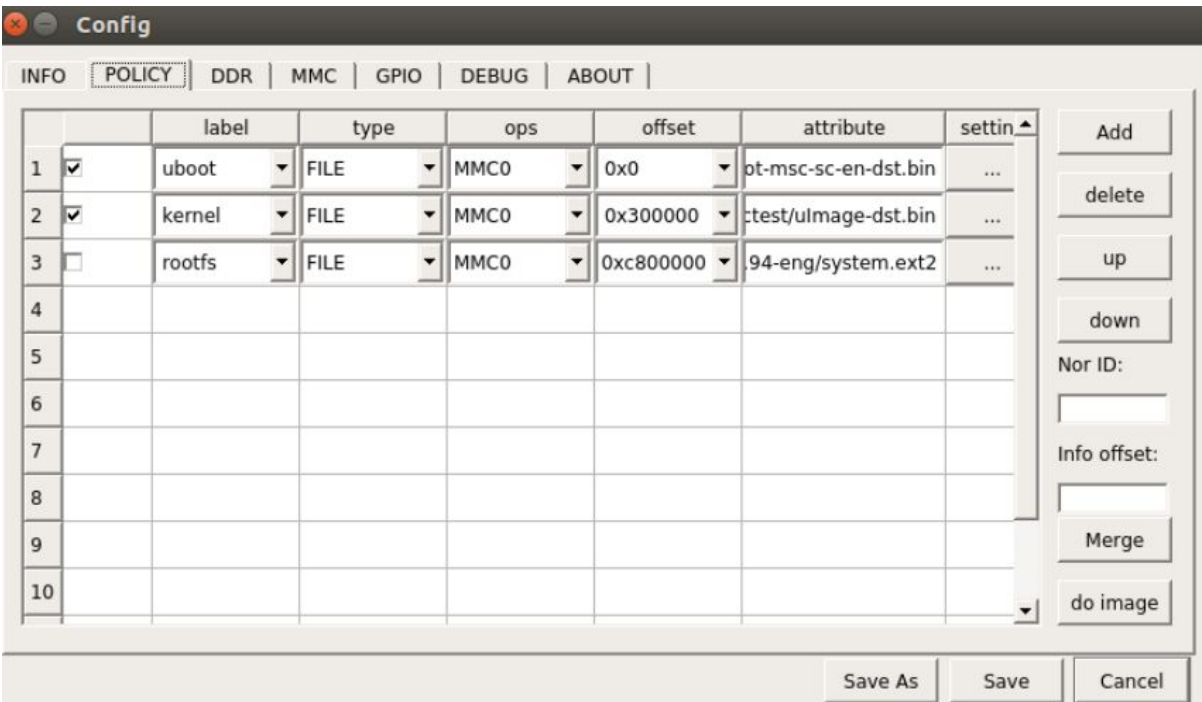 Config
INFO POLICY DDR MMC GPIO DEBUG ABOUT
label type ops offset attribute settin
1 uboot FILE MMC0 0x0 ot-msc-sc-en-dst.bin ...
2 kernel FILE MMC0 0x300000 ctest/uImage-dst.bin ...
3 rootfs FILE MMC0 0xc800000 .94-eng/system.ext2 ...
4
5
6
7
8
9
10
Add
delete
up
down
Nor ID:
Info offset:
Merge
do image
Save As Save Cancel